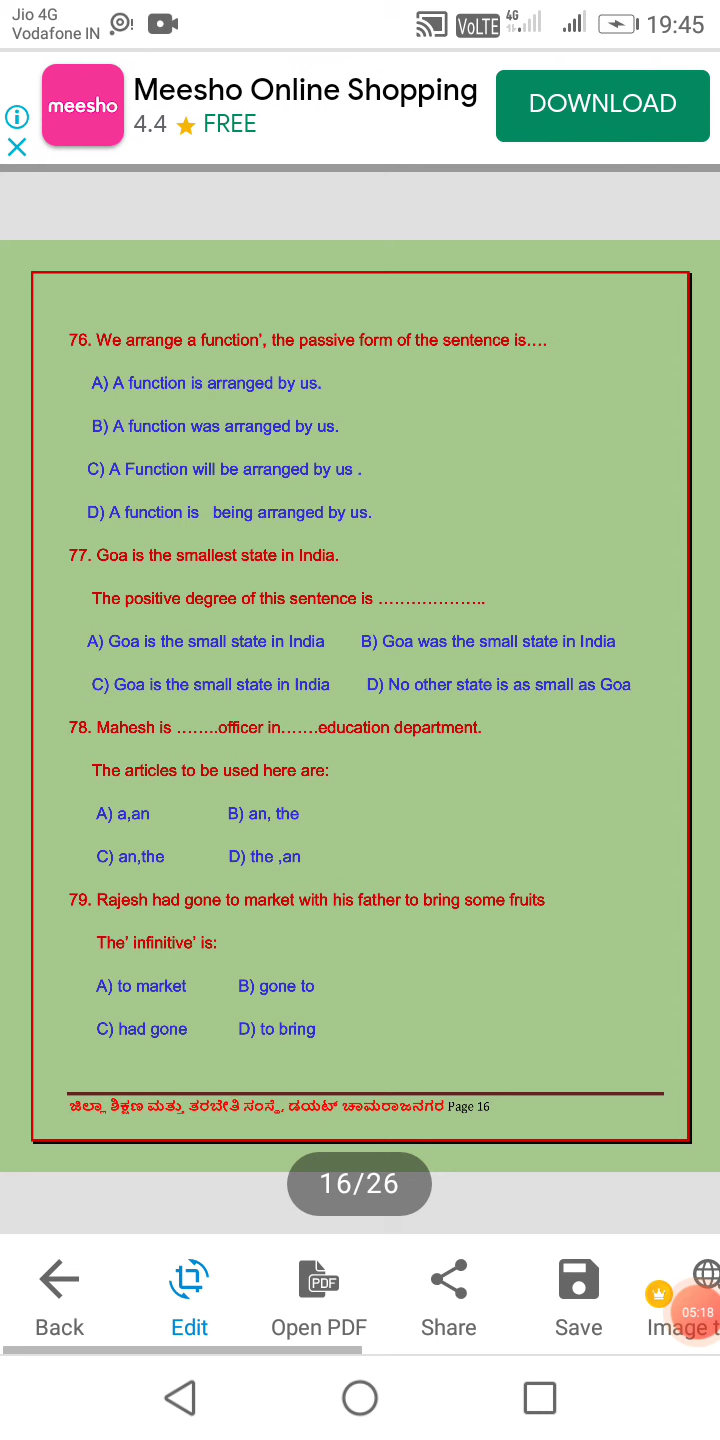 Jio 4G
Vodafone IN
VoLTE 4G 19:45
meesho
Meesho Online Shopping
4.4 ★ FREE
DOWNLOAD
76. We arrange a function’, the passive form of the sentence is....
A) A function is arranged by us.
B) A function was arranged by us.
C) A Function will be arranged by us .
D) A function is being arranged by us.
77. Goa is the smallest state in India.
The positive degree of this sentence is ………………..
A) Goa is the small state in India B) Goa was the small state in India
C) Goa is the small state in India D) No other state is as small as Goa
78. Mahesh is ……..officer in…….education department.
The articles to be used here are:
A) a,an B) an, the
C) an,the D) the ,an
79. Rajesh had gone to market with his father to bring some fruits
The’ infinitive’ is:
A) to market B) gone to
C) had gone D) to bring
ಜಿಲ್ಲಾ ಶಿಕ್ಷಣ ಮತ್ತು ತರಬೇತಿ ಸಂಸ್ಥೆ, ಡಯಟ್ ಚಾಮರಾಜನಗರ Page 16
16/26
PDF
05:18
Back Edit Open PDF Share Save Image t